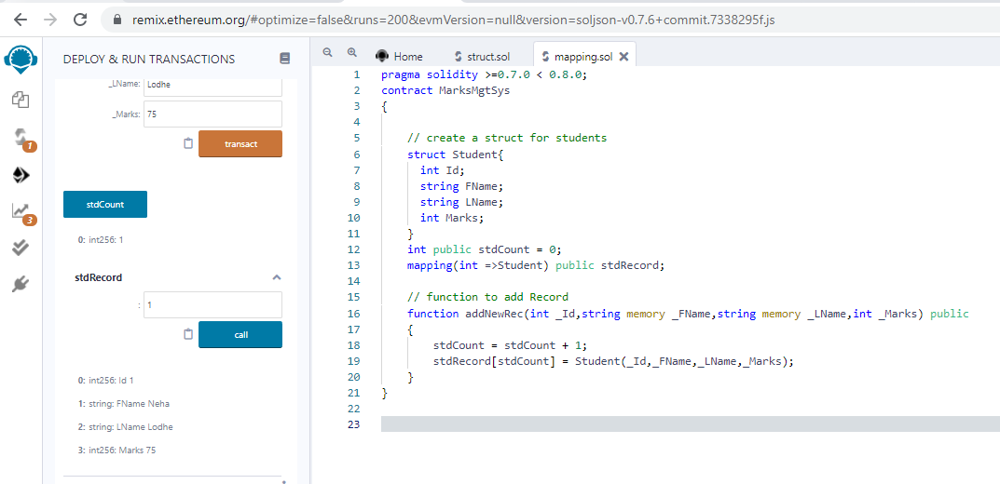 remix.ethereum.org/#optimize=false&runs=200&evmVersion=null&version=soljson-v0.7.6+commit.7338295f.js
DEPLOY & RUN TRANSACTIONS
_LName: Lodhe
_Marks: 75
transact
stdCount
0: int256: 1
stdRecord
: 1
call
0: int256: Id 1
1: string: FName Neha
2: string: LName Lodhe
3: int256: Marks 75
1
3
Home
struct.sol
mapping.sol
1 pragma solidity >=0.7.0 < 0.8.0;
2 contract MarksMgtSys
3 {
4
5 // create a struct for students
6 struct Student{
7 int Id;
8 string FName;
9 string LName;
10 int Marks;
11 }
12 int public stdCount = 0;
13 mapping(int =>Student) public stdRecord;
14
15 // function to add Record
16 function addNewRec(int _Id,string memory _FName,string memory _LName,int _Marks) public
17 {
18 stdCount = stdCount + 1;
19 stdRecord[stdCount] = Student(_Id,_FName,_LName,_Marks);
20 }
21 }
22
23